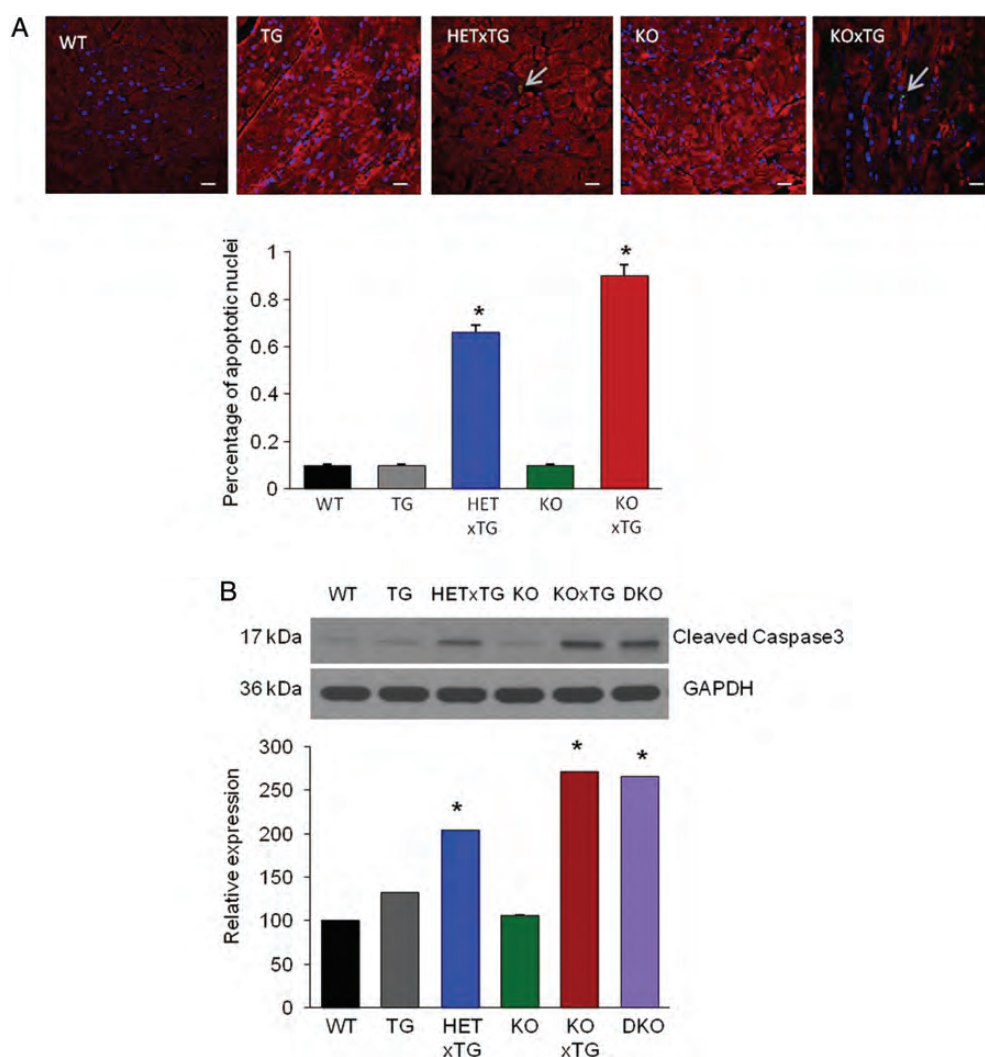 A
WT
TG
HETxTG
KO
KOxTG
Percentage of apoptotic nuclei
1
0.8
0.6
0.4
0.2
0
*
*
WT TG HET KO KO
xTG xTG
B
WT TG HETxTG KO KOxTG DKO
17 kDa Cleaved Caspase3
36 kDa GAPDH
Relative expression
300
250
200
150
100
50
0
*
*
*
WT TG HET KO KO DKO
xTG xTG